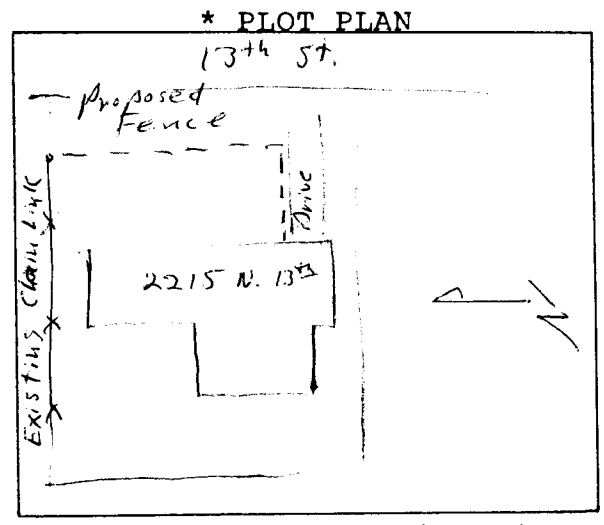 * PLOT PLAN
13th St.
Proposed
Fence
Existing Chain Link
Drive
2215 N. 13th
N